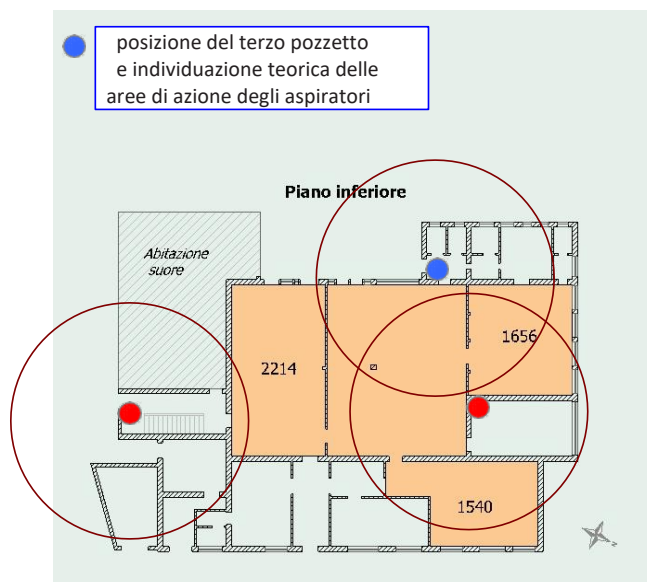 posizione del terzo pozzetto
e individuazione teorica delle
aree di azione degli aspiratori
Piano inferiore
Abitazione
suore
1656
2214
1540